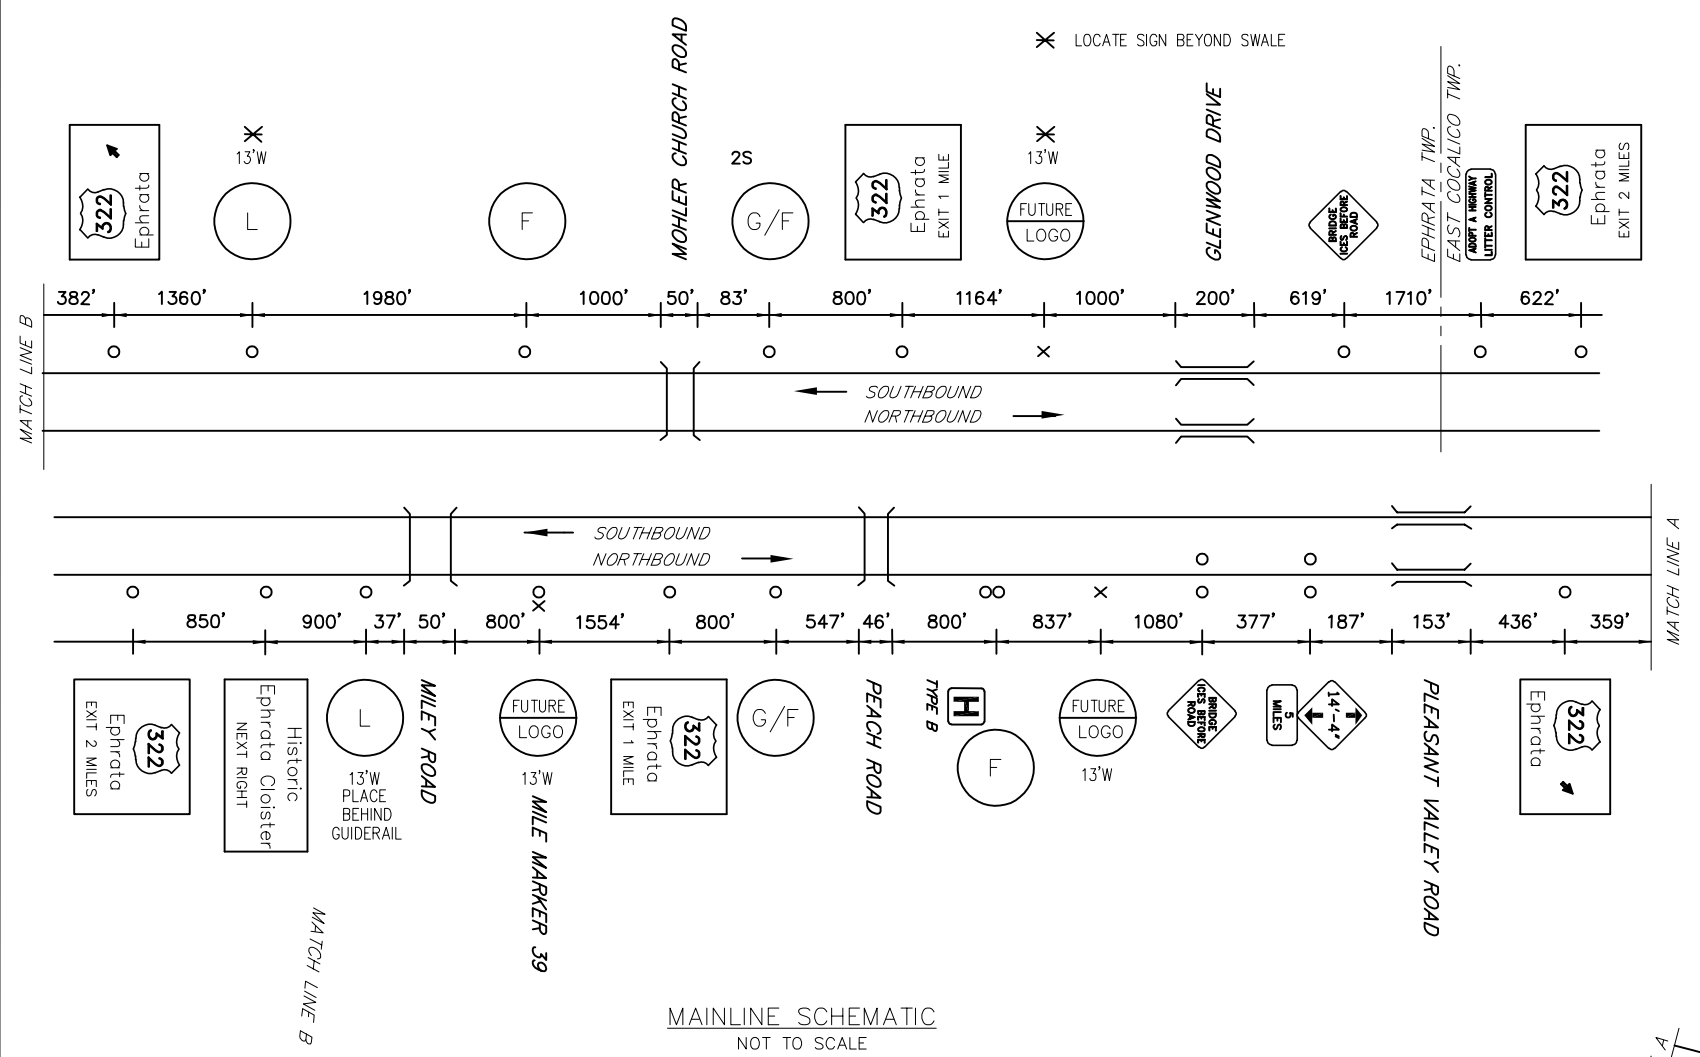 LOCATE SIGN BEYOND SWALE
322
Ephrata
13'W
L
F
MOHLER CHURCH ROAD
2S
G/F
322
Ephrata
EXIT 1 MILE
13'W
FUTURE
LOGO
GLENWOOD DRIVE
BRIDGE
ICES BEFORE
ROAD
EPHRATA TWP.
EAST COCALICO TWP.
ADOPT A HIGHWAY
LITTER CONTROL
322
Ephrata
EXIT 2 MILES
382' 1360' 1980' 1000' 50' 83' 800' 1164' 1000' 200' 619' 1710' 622'
MATCH LINE B
SOUTHBOUND
NORTHBOUND
SOUTHBOUND
NORTHBOUND
MATCH LINE A
850' 900' 37' 50' 800' 1554' 800' 547' 46' 800' 837' 1080' 377' 187' 153' 436' 359'
322
Ephrata
EXIT 2 MILES
Historic
Ephrata Cloister
NEXT RIGHT
L
13'W
PLACE
BEHIND
GUIDERAIL
MILEY ROAD
FUTURE
LOGO
13'W
MILE MARKER 39
322
Ephrata
EXIT 1 MILE
G/F
PEACH ROAD
H
TYPE B
F
FUTURE
LOGO
13'W
BRIDGE
ICES BEFORE
ROAD
14'-4"
5
MILES
PLEASANT VALLEY ROAD
322
Ephrata
MATCH LINE B
MAINLINE SCHEMATIC
NOT TO SCALE
A